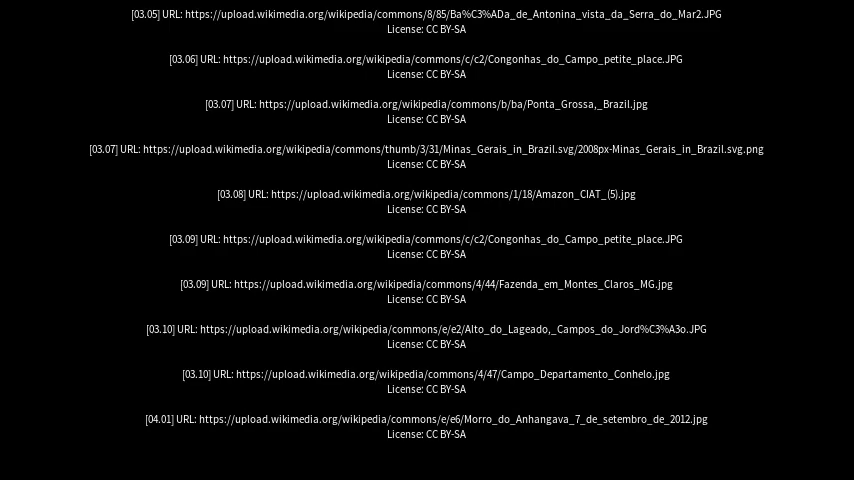 [03.05] URL: https://upload.wikimedia.org/wikipedia/commons/8/85/Ba%C3%ADa_de_Antonina_vista_da_Serra_do_Mar2.JPG
License: CC BY-SA
[03.06] URL: https://upload.wikimedia.org/wikipedia/commons/c/c2/Congonhas_do_Campo_petite_place.JPG
License: CC BY-SA
[03.07] URL: https://upload.wikimedia.org/wikipedia/commons/b/ba/Ponta_Grossa,_Brazil.jpg
License: CC BY-SA
[03.07] URL: https://upload.wikimedia.org/wikipedia/commons/thumb/3/31/Minas_Gerais_in_Brazil.svg/2008px-Minas_Gerais_in_Brazil.svg.png
License: CC BY-SA
[03.08] URL: https://upload.wikimedia.org/wikipedia/commons/1/18/Amazon_CIAT_(5).jpg
License: CC BY-SA
[03.09] URL: https://upload.wikimedia.org/wikipedia/commons/c/c2/Congonhas_do_Campo_petite_place.JPG
License: CC BY-SA
[03.09] URL: https://upload.wikimedia.org/wikipedia/commons/4/44/Fazenda_em_Montes_Claros_MG.jpg
License: CC BY-SA
[03.10] URL: https://upload.wikimedia.org/wikipedia/commons/e/e2/Alto_do_Lageado,_Campos_do_Jord%C3%A3o.JPG
License: CC BY-SA
[03.10] URL: https://upload.wikimedia.org/wikipedia/commons/4/47/Campo_Departamento_Conhelo.jpg
License: CC BY-SA
[04.01] URL: https://upload.wikimedia.org/wikipedia/commons/e/e6/Morro_do_Anhangava_7_de_setembro_de_2012.jpg
License: CC BY-SA